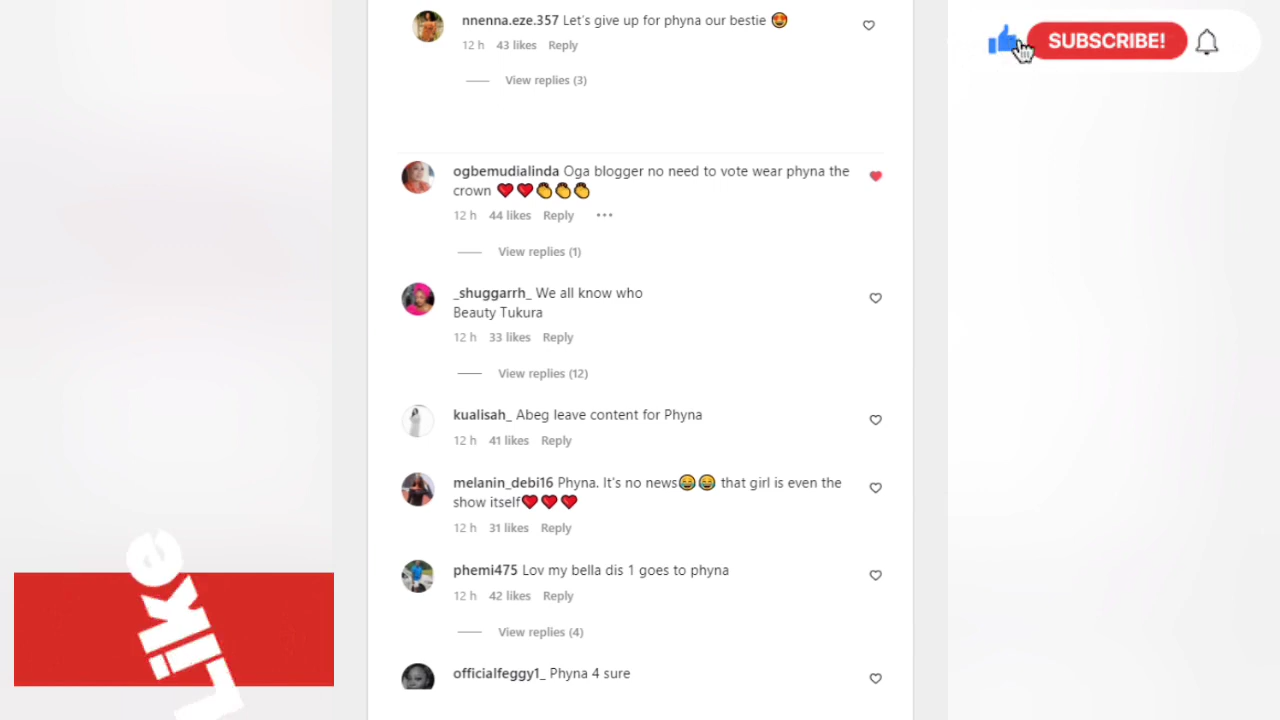 nnenna.eze.357 Let's give up for phyna our bestie 😍
12 h 43 likes Reply
View replies (3)
SUBSCRIBE!
ogbemudialinda Oga blogger no need to vote wear phyna the
crown ❤️❤️👏👏👏
12 h 44 likes Reply •••
View replies (1)
_shuggarrh_ We all know who
Beauty Tukura
12 h 33 likes Reply
View replies (12)
kualisah_ Abeg leave content for Phyna
12 h 41 likes Reply
melanin_debi16 Phyna. It's no news😂😂 that girl is even the
show itself❤️❤️❤️
12 h 31 likes Reply
phemi475 Lov my bella dis 1 goes to phyna
12 h 42 likes Reply
View replies (4)
officialfeggy1_ Phyna 4 sure
Like